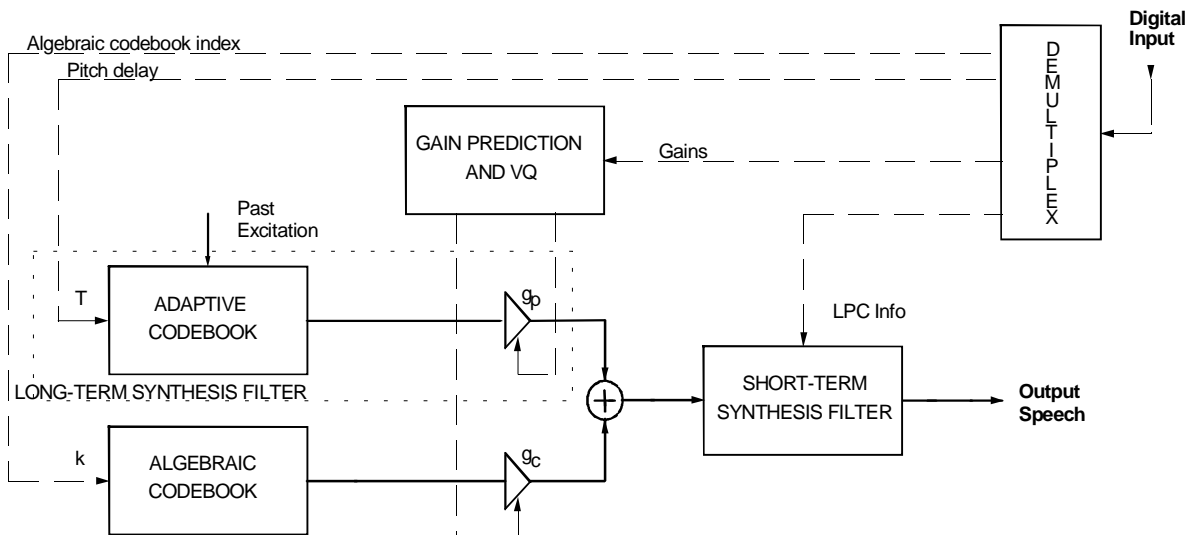 Digital
Input
Algebraic codebook index
Pitch delay
DEMULTIPLEX
GAIN PREDICTION
AND VQ
Gains
Past
Excitation
T
ADAPTIVE
CODEBOOK
gp
LPC Info
LONG-TERM SYNTHESIS FILTER
SHORT-TERM
SYNTHESIS FILTER
Output
Speech
k
ALGEBRAIC
CODEBOOK
gc